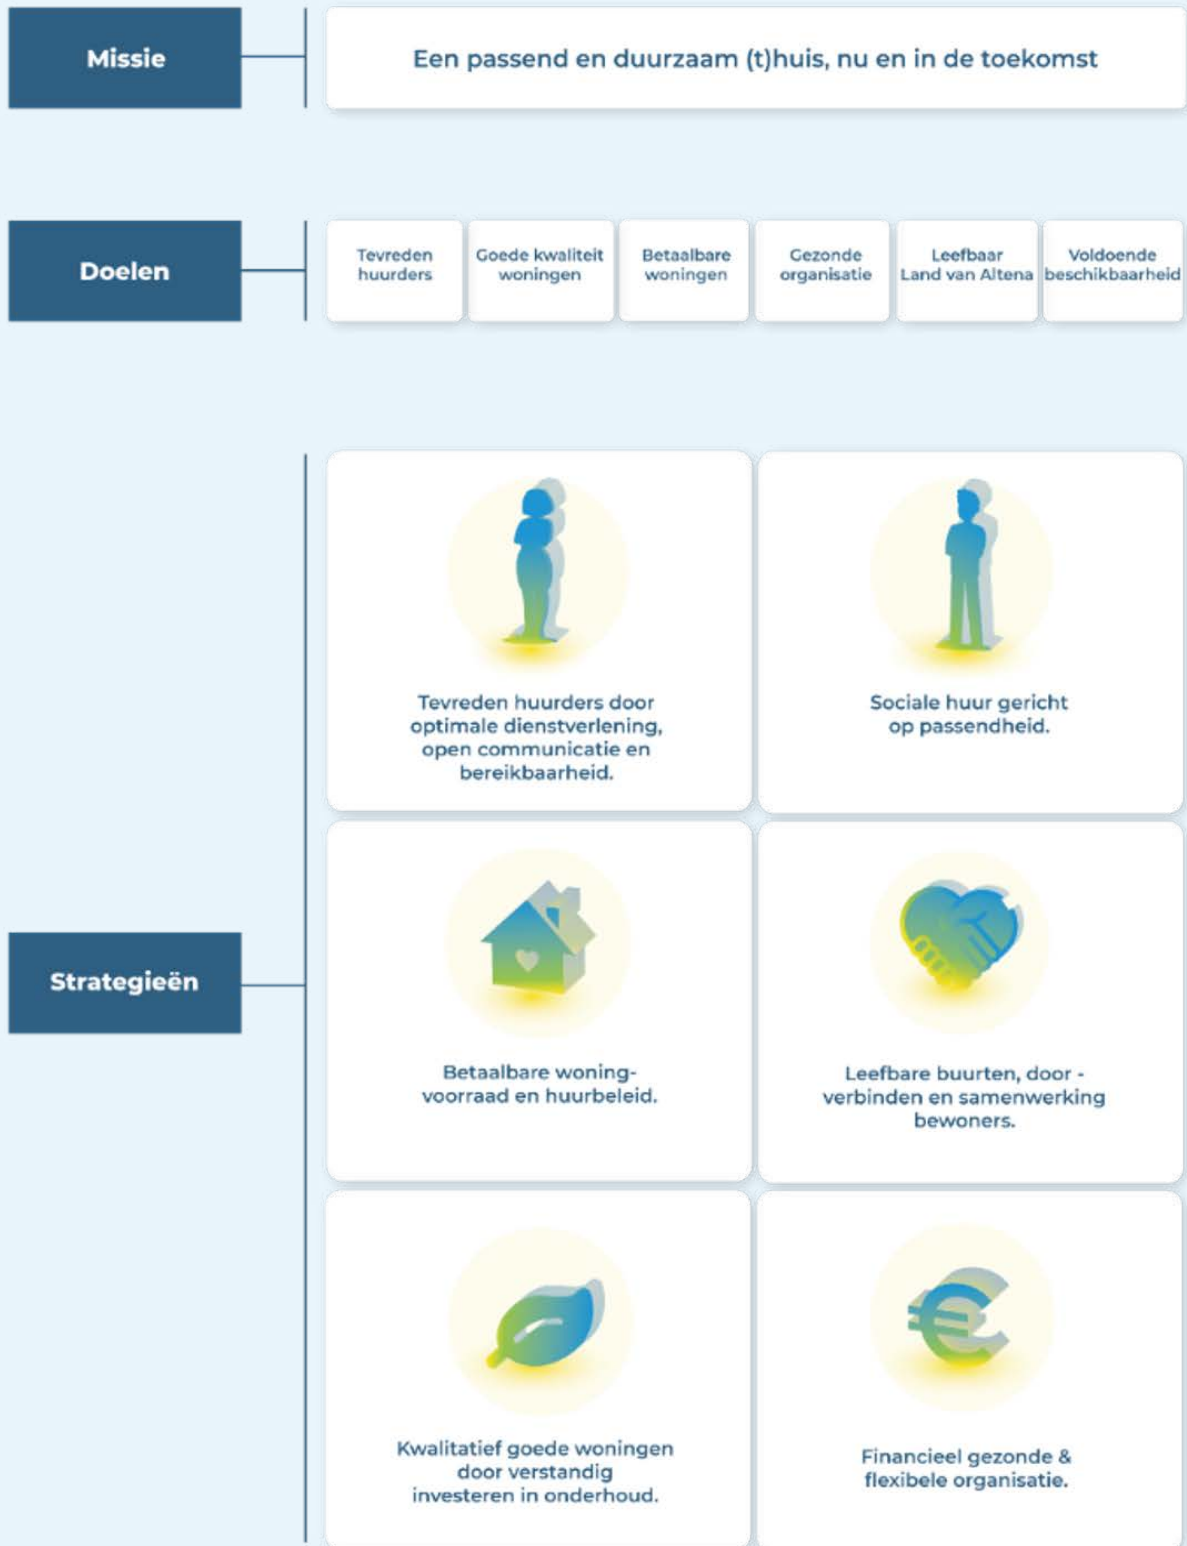 Missie
Een passend en duurzaam (t)huis, nu en in de toekomst
Doelen
Tevreden
huurders
Goede kwaliteit
woningen
Betaalbare
woningen
Gezonde
organisatie
Leefbaar
Land van Altena
Voldoende
beschikbaarheid
Strategieën
Tevreden huurders door
optimale dienstverlening,
open communicatie en
bereikbaarheid.
Sociale huur gericht
op passendheid.
Betaalbare woning-
voorraad en huurbeleid.
Leefbare buurten, door -
verbinden en samenwerking
bewoners.
Kwalitatief goede woningen
door verstandig
investeren in onderhoud.
Financieel gezonde &
flexibele organisatie.